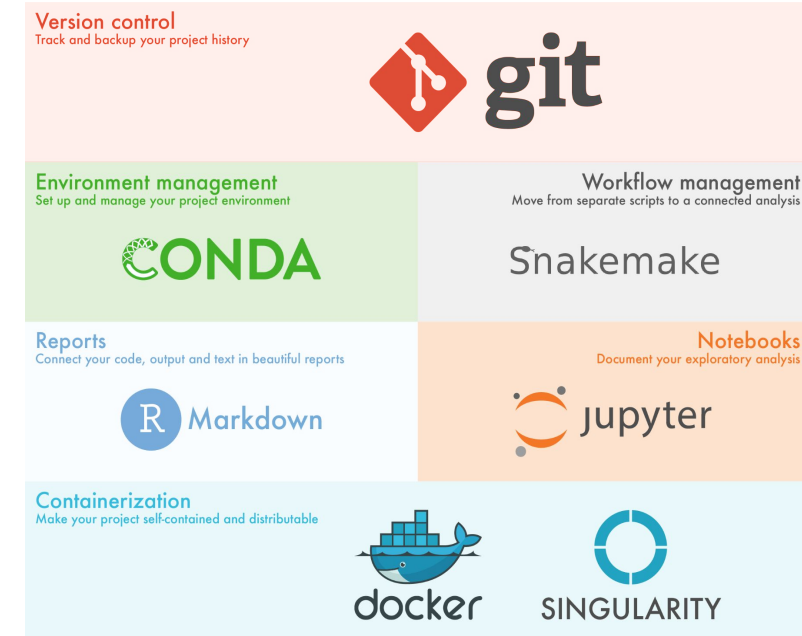 Version control
Track and backup your project history
git
Environment management
Set up and manage your project environment
CONDA
Workflow management
Move from separate scripts to a connected analysis
Snakemake
Reports
Connect your code, output and text in beautiful reports
R Markdown
Notebooks
Document your exploratory analysis
jupyter
Containerization
Make your project self-contained and distributable
docker
SINGULARITY